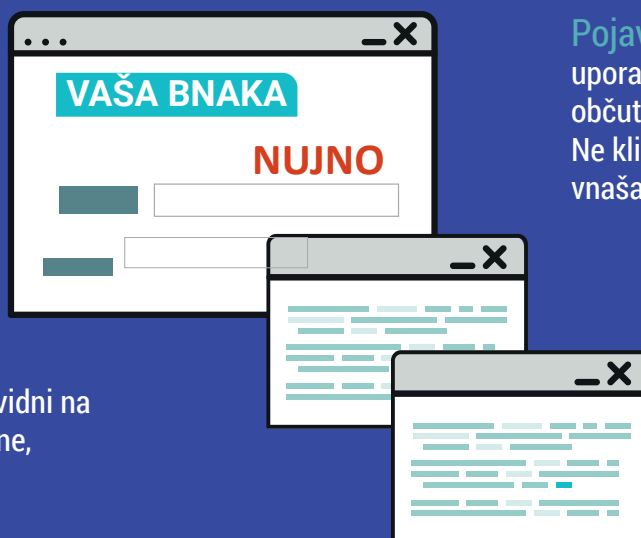 VAŠA BNAKA
NUJNO
Pojav
upora
občut
Ne kli
vnaša
vidni na
ne,